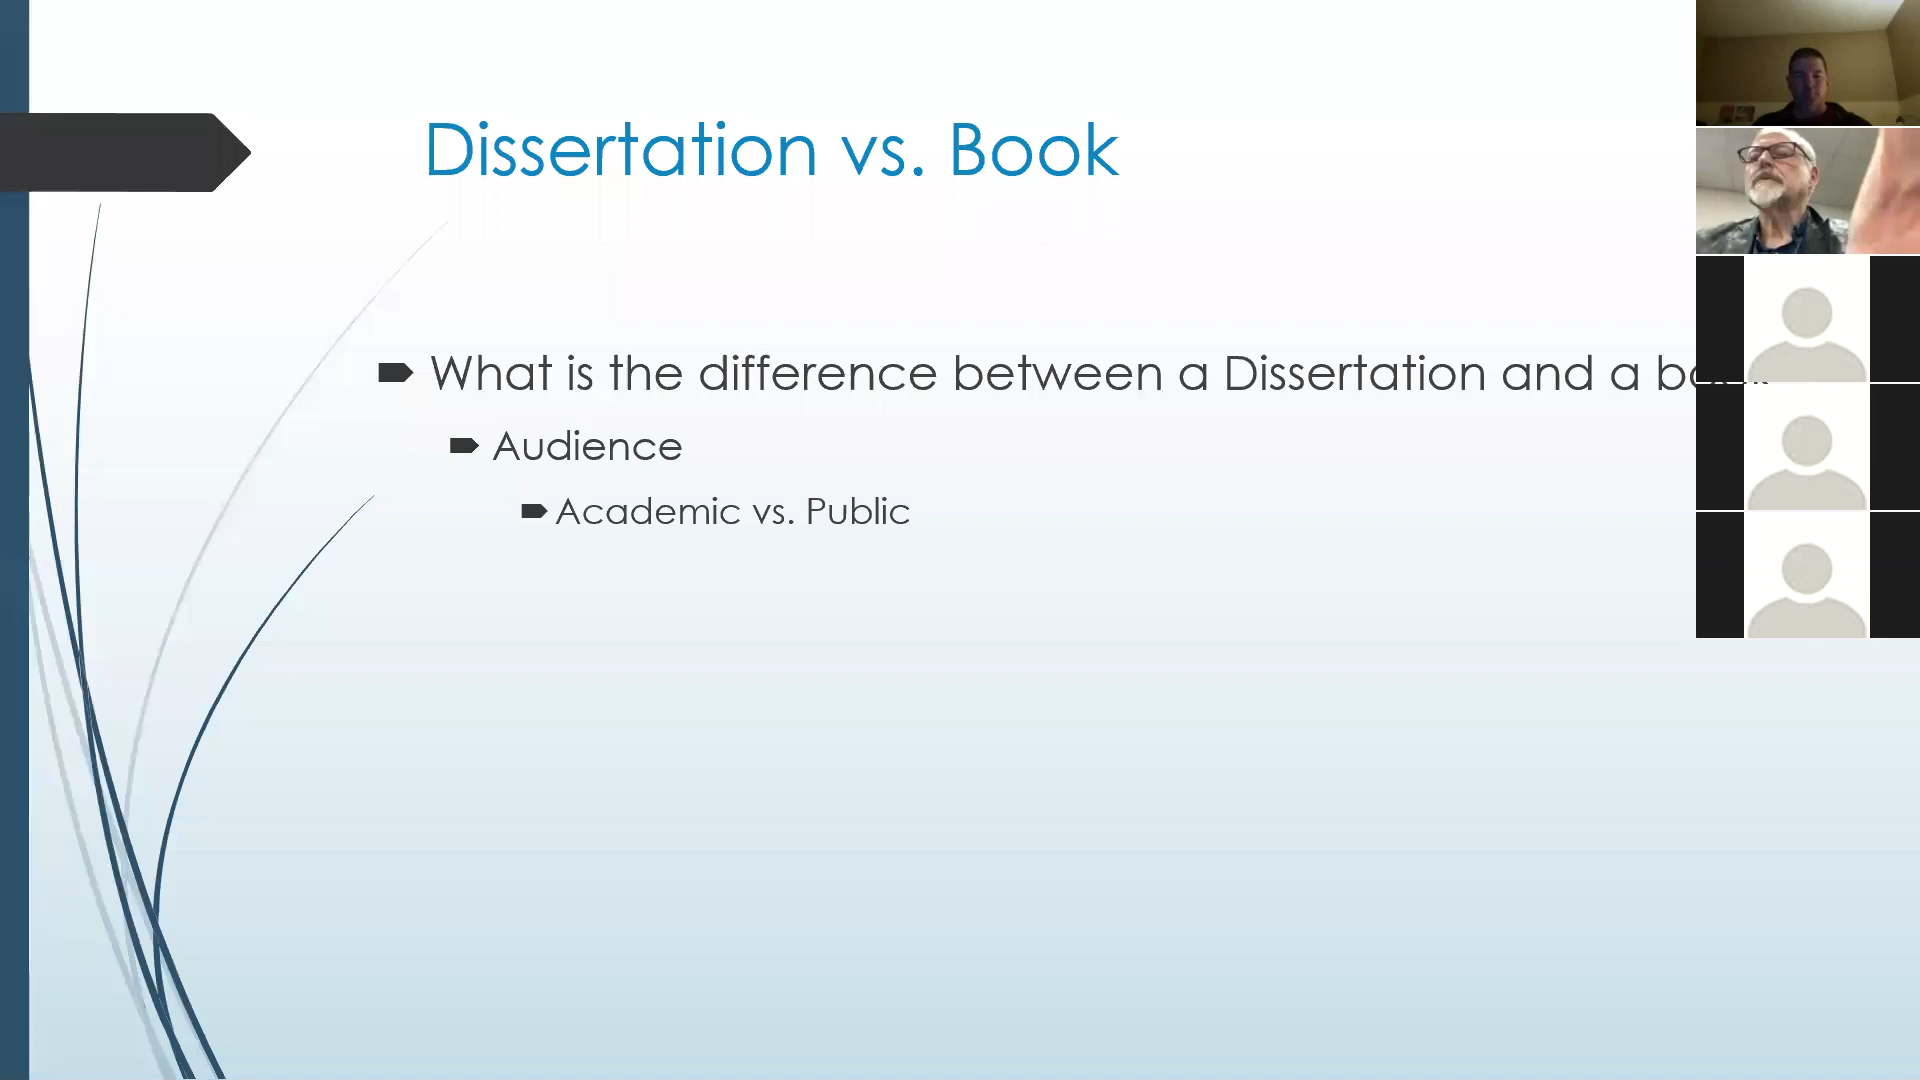 Dissertation vs. Book
What is the difference between a Dissertation and a
Audience
Academic vs. Public